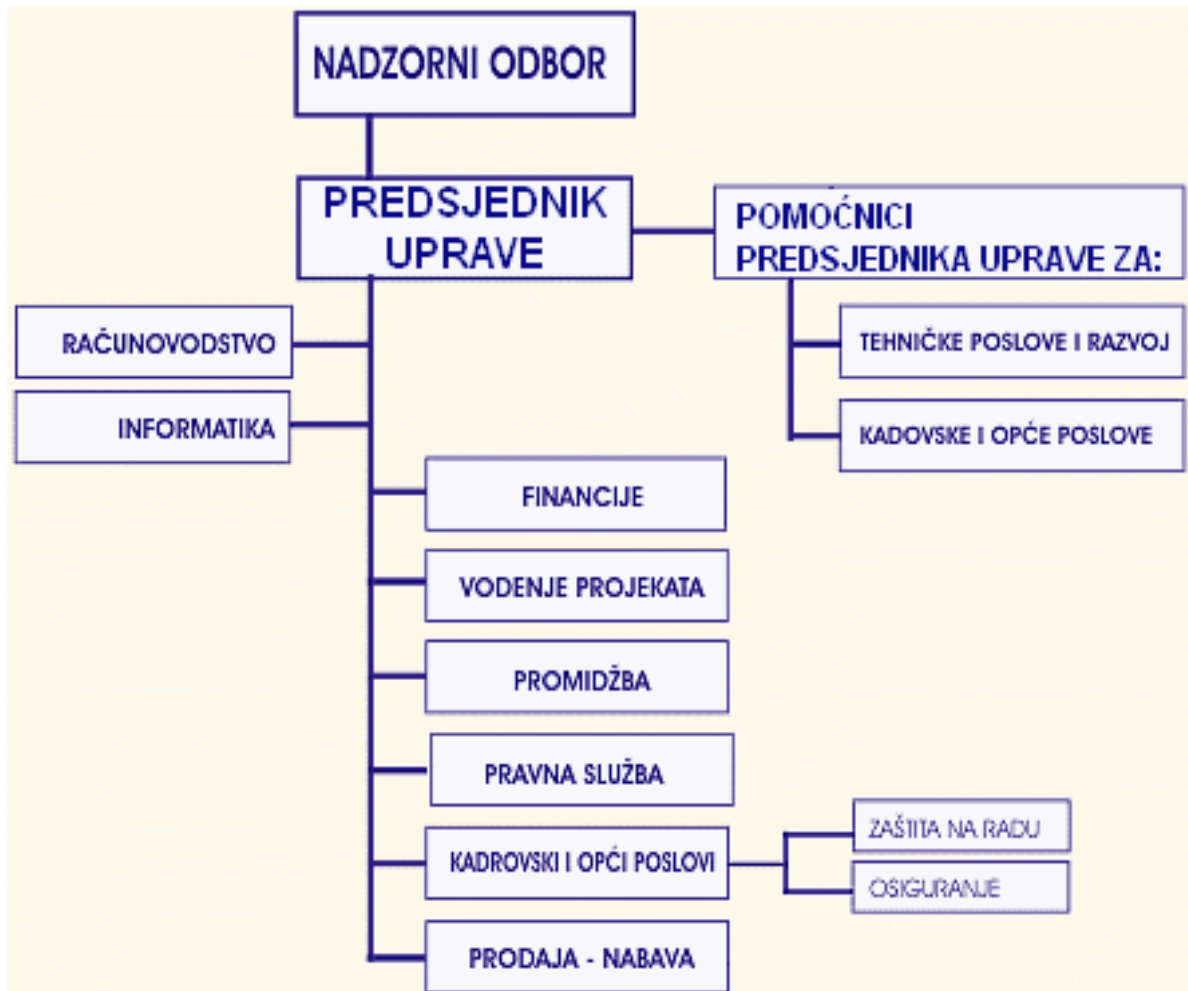 NADZORNI ODBOR
PREDSJEDNIK
UPRAVE
POMOĆNICI
PREDSJEDNIKA UPRAVE ZA:
RAČUNOVODSTVO
TEHNIČKE POSLOVE I RAZVOJ
INFORMATIKA
KADOVSKE I OPĆE POSLOVE
FINANCIJE
VODENJE PROJEKATA
PROMIDŽBA
PRAVNA SLUŽBA
ZAŠTITA NA RADU
KADROVSKI I OPĆI POSLOVI
OSIGURANJE
PRODAJA - NABAVA